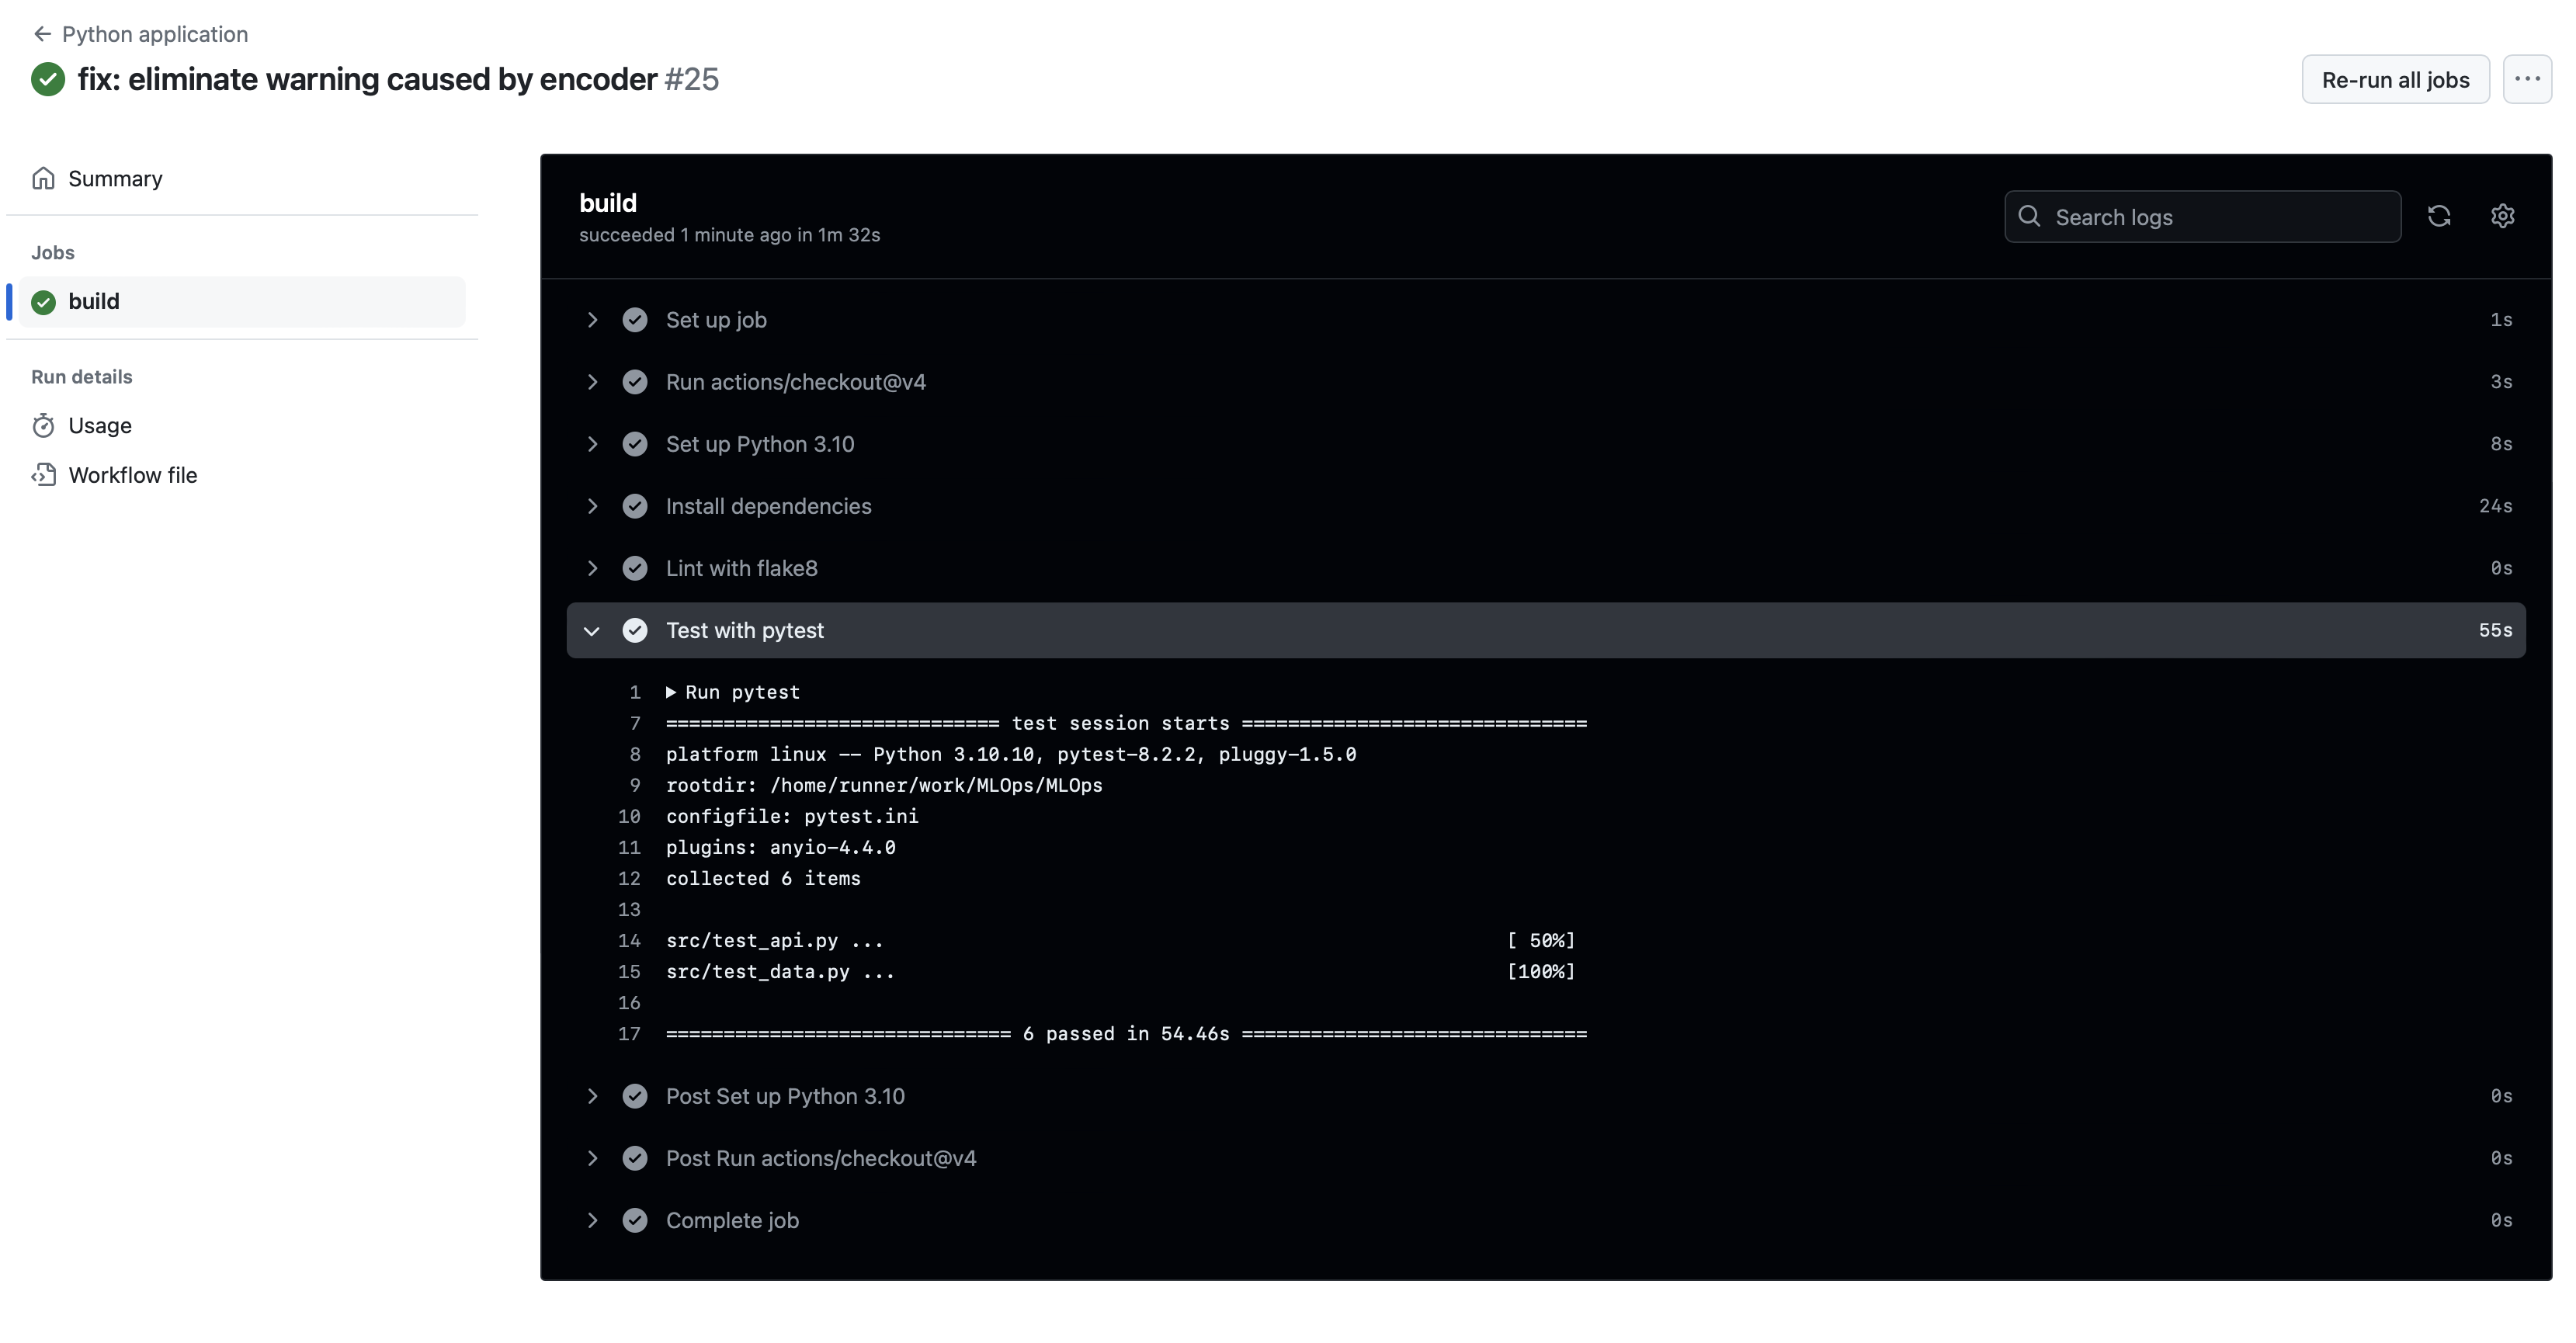 Python application
fix: eliminate warning caused by encoder #25
Re-run all jobs
Summary
Jobs
build
Run details
Usage
Workflow file
build
succeeded 1 minute ago in 1m 32s
Search logs
Set up job 1s
Run actions/checkout@v4 3s
Set up Python 3.10 8s
Install dependencies 24s
Lint with flake8 0s
Test with pytest 55s
1 Run pytest
7 ============================= test session starts ==============================
8 platform linux -- Python 3.10.10, pytest-8.2.2, pluggy-1.5.0
9 rootdir: /home/runner/work/MLOps/MLOps
10 configfile: pytest.ini
11 plugins: anyio-4.4.0
12 collected 6 items
13
14 src/test_api.py ... [ 50%]
15 src/test_data.py ... [100%]
16
17 ============================== 6 passed in 54.46s ==============================
Post Set up Python 3.10 0s
Post Run actions/checkout@v4 0s
Complete job 0s